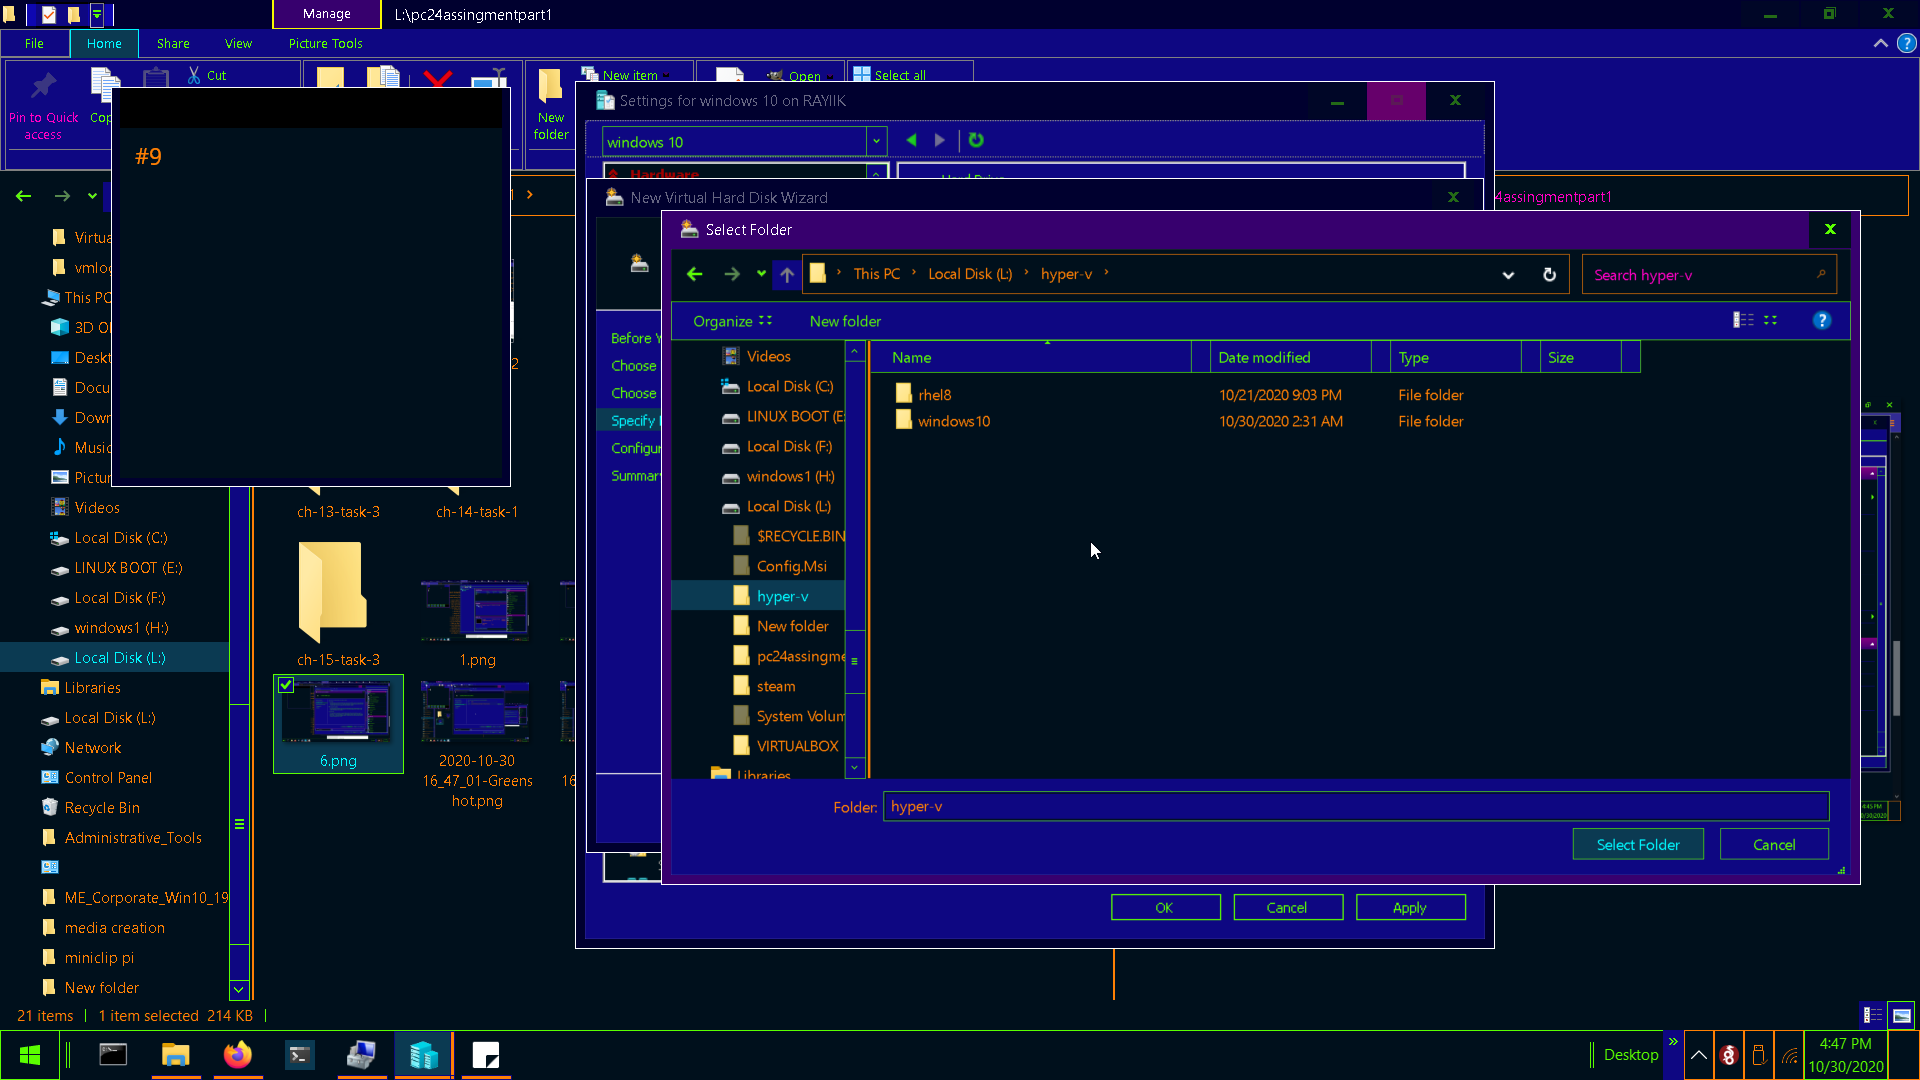 Manage
L:\pc24assingmentpart1
File
Home
Share
View
Picture Tools
Pin to Quick access
Cut
New folder
New item
Open
Select all
#9
Settings for windows 10 on RAYIIK
windows 10
Hardware
Hard Drive
New Virtual Hard Disk Wizard
4assingmentpart1
Select Folder
This PC
Local Disk (L:)
hyper-v
Search hyper-v
Organize
New folder
?
Name
Date modified
Type
Size
rhel8
10/21/2020 9:03 PM
File folder
windows10
10/30/2020 2:31 AM
File folder
Videos
Local Disk (C:)
LINUX BOOT (E:
Local Disk (F:)
windows1 (H:)
Local Disk (L:)
$RECYCLE.BIN
Config.Msi
hyper-v
New folder
pc24assingme
steam
System Volum
VIRTUALBOX
Libraries
Folder:
hyper-v
Select Folder
Cancel
Before Y
Choose
Choose
Specify
Configur
Summar
OK
Cancel
Apply
Virtua
vmlo
This PC
3D O
Deskt
Docu
Down
Music
Pictur
Videos
Local Disk (C:)
LINUX BOOT (E:)
Local Disk (F:)
windows1 (H:)
Local Disk (L:)
Libraries
Local Disk (L:)
Network
Control Panel
Recycle Bin
Administrative_Tools
ME_Corporate_Win10_19
media creation
miniclip pi
New folder
ch-13-task-3
ch-14-task-1
ch-15-task-3
1.png
6.png
2020-10-30
16_47_01-Greens
hot.png
21 items
1 item selected
214 KB
Desktop
4:47 PM
10/30/2020